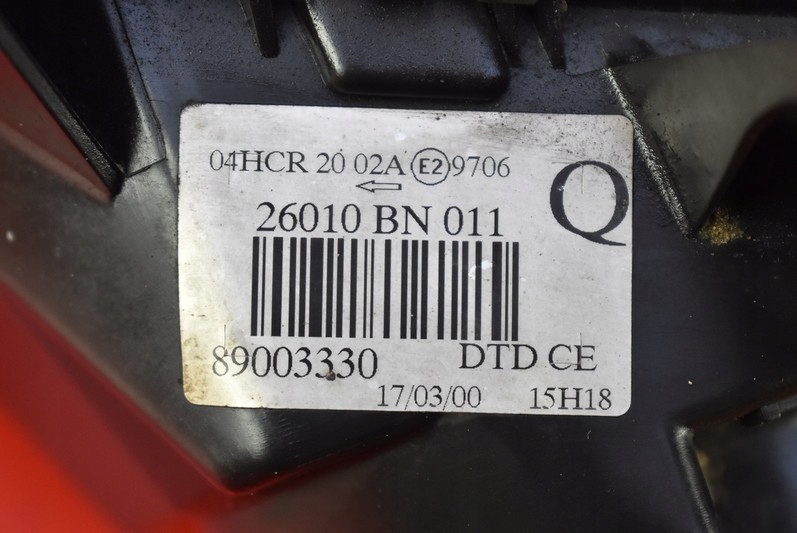 04HCR 20 02A E2 9706
Q
26010 BN 011
89003330 DTD CE
17/03/00 15H18